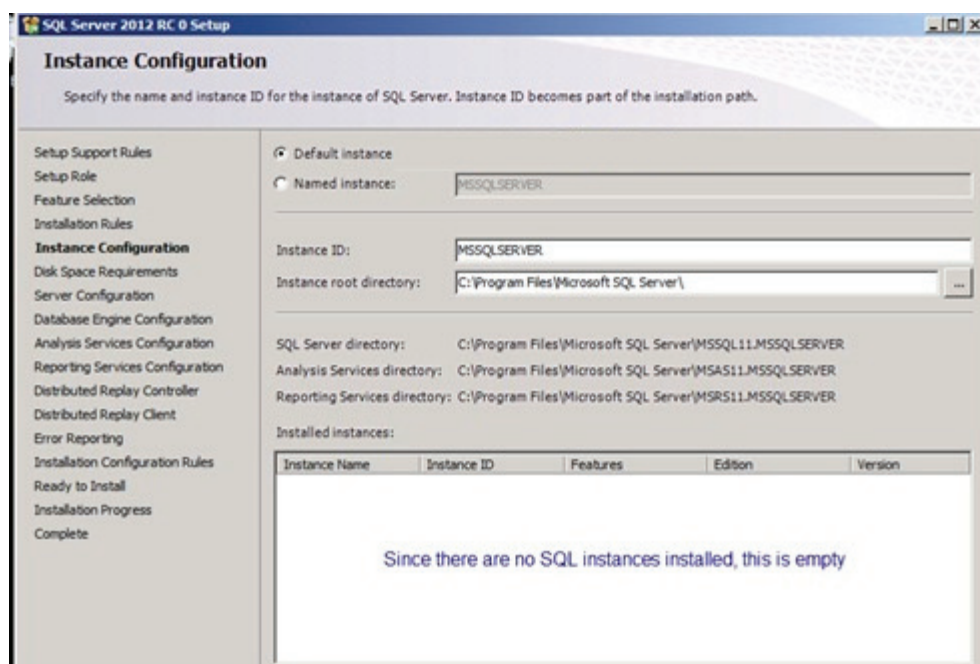 SQL Server 2012 RC 0 Setup
Instance Configuration
Specify the name and instance ID for the instance of SQL Server. Instance ID becomes part of the installation path.
Setup Support Rules
Setup Role
Feature Selection
Installation Rules
Instance Configuration
Disk Space Requirements
Server Configuration
Database Engine Configuration
Analysis Services Configuration
Reporting Services Configuration
Distributed Replay Controller
Distributed Replay Client
Error Reporting
Installation Configuration Rules
Ready to Install
Installation Progress
Complete
Default instance
Named instance: MSSQLSERVER
Instance ID: MSSQLSERVER
Instance root directory: C:\Program Files\Microsoft SQL Server\ ...
SQL Server directory: C:\Program Files\Microsoft SQL Server\MSSQL11.MSSQLSERVER
Analysis Services directory: C:\Program Files\Microsoft SQL Server\MSAS11.MSSQLSERVER
Reporting Services directory: C:\Program Files\Microsoft SQL Server\MSRS11.MSSQLSERVER
Installed instances:
Instance Name Instance ID Features Edition Version
Since there are no SQL instances installed, this is empty